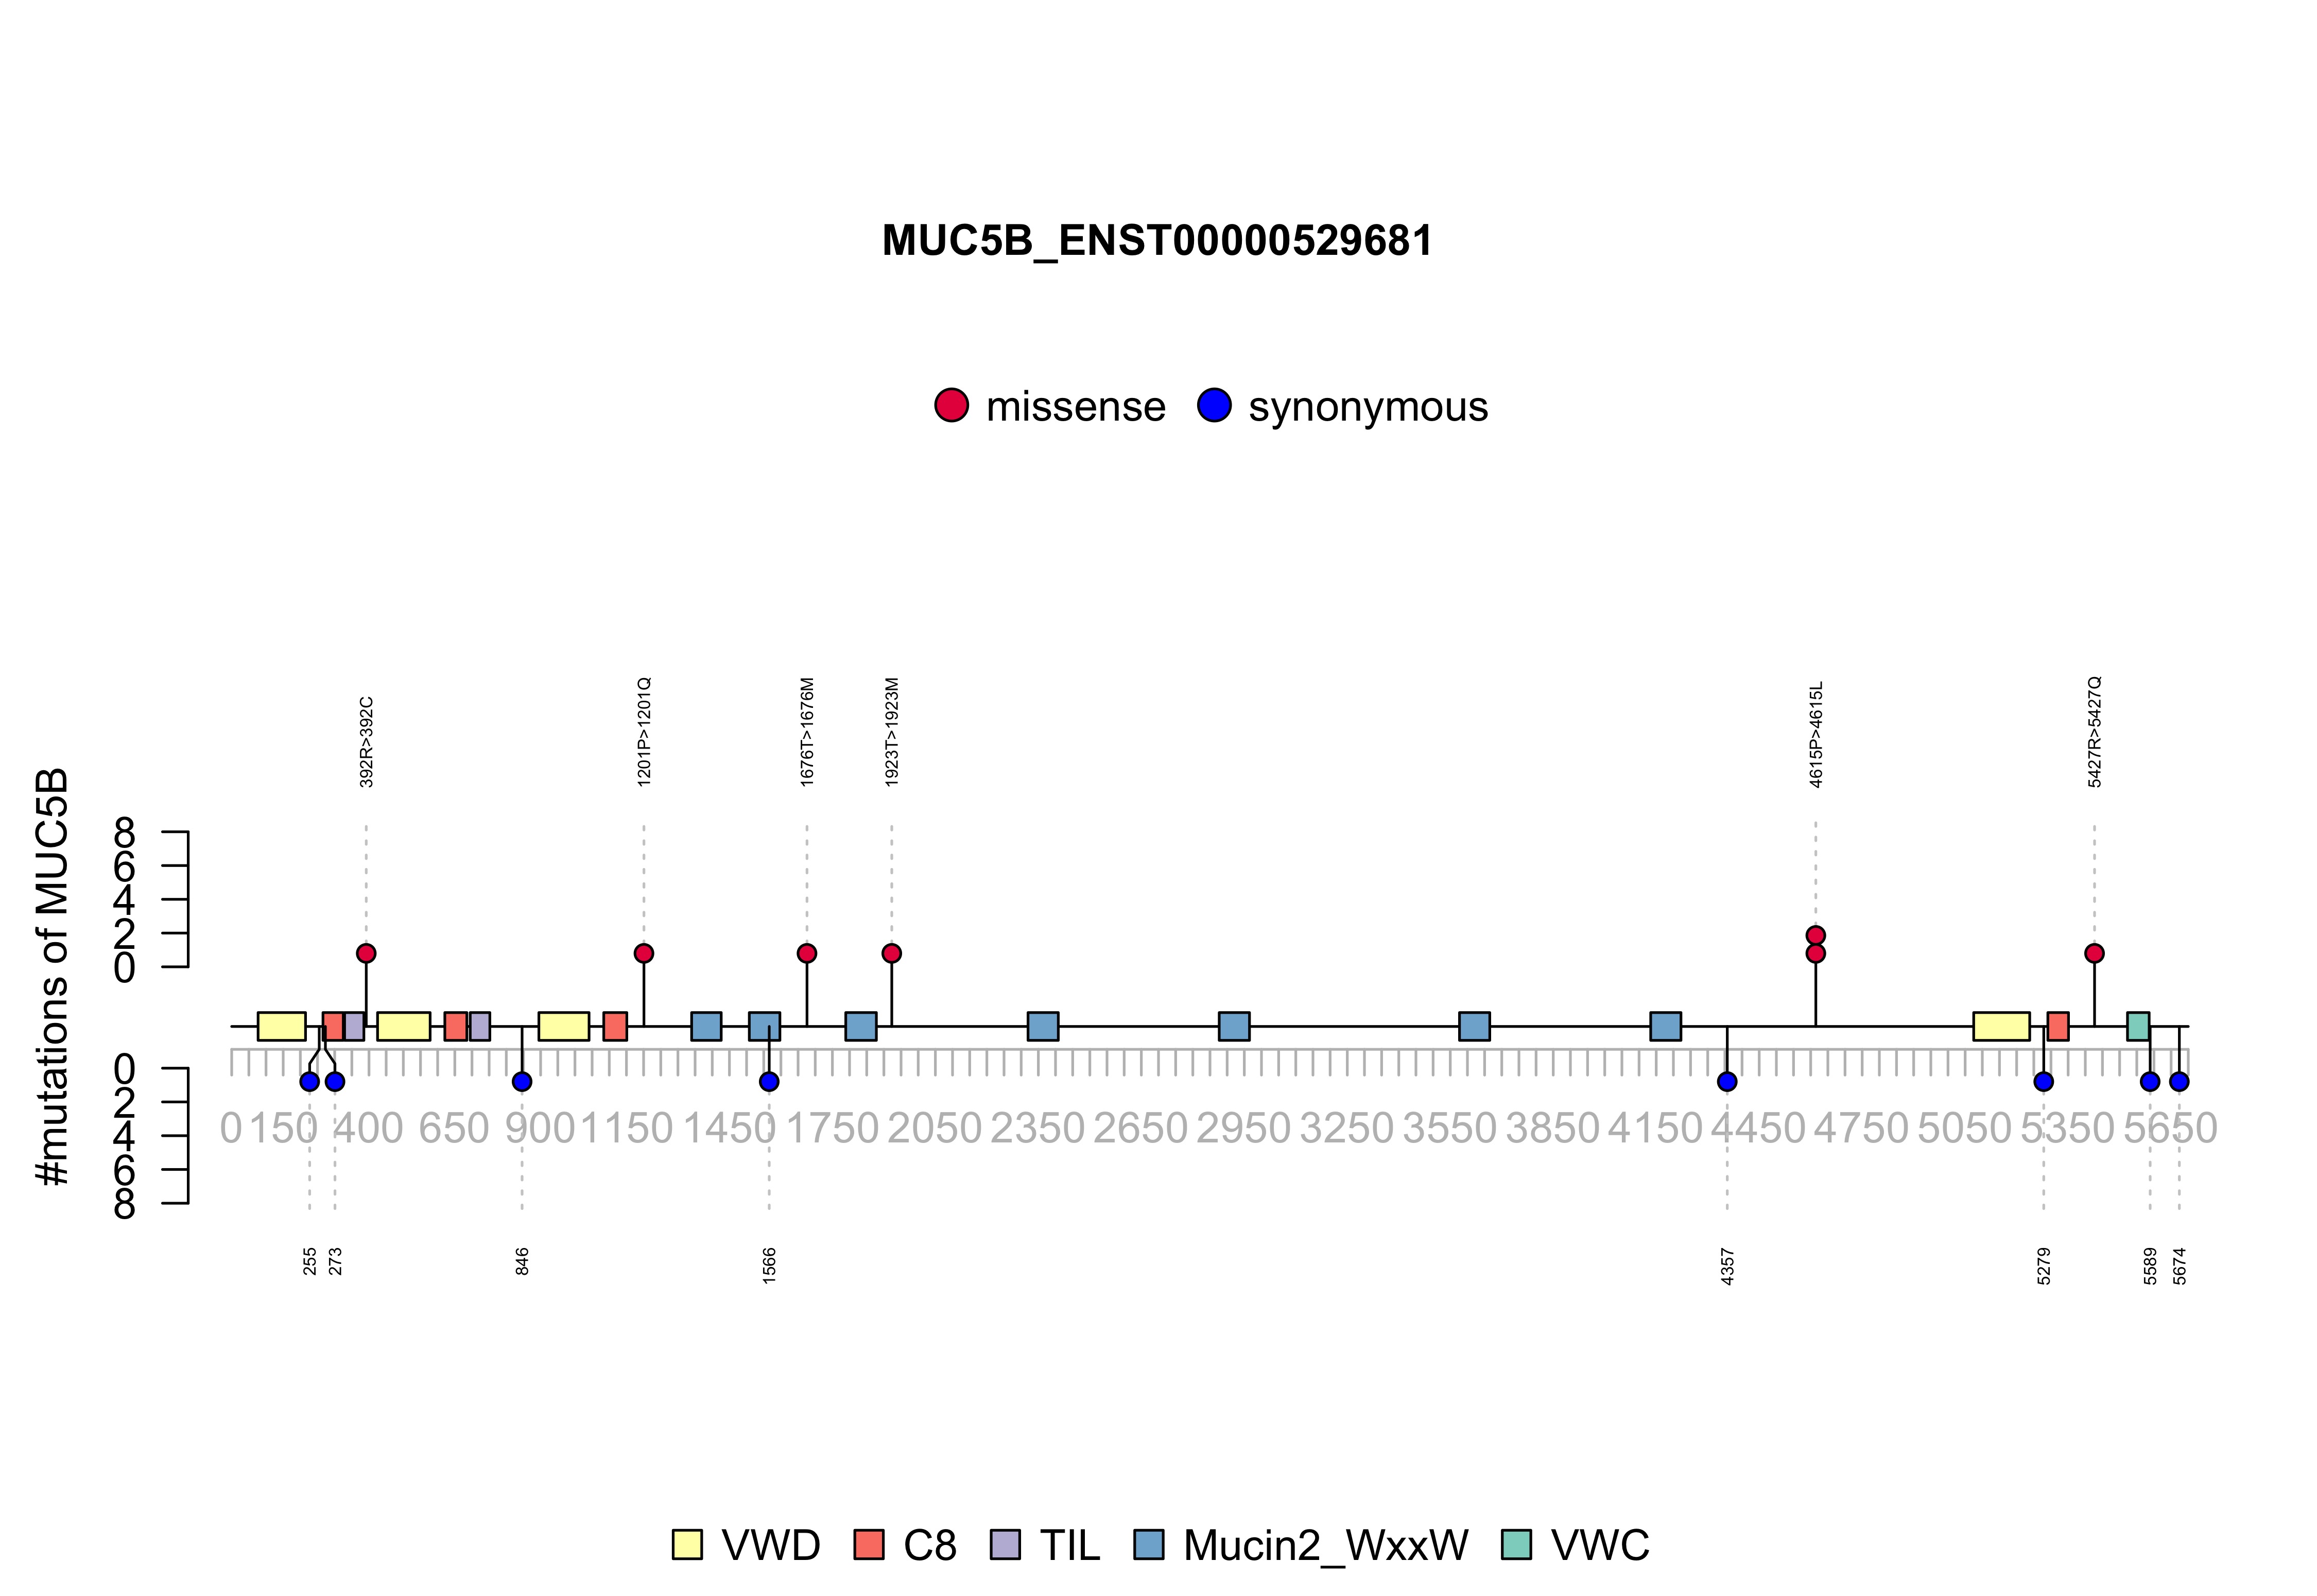 MUC5B_ENST00000529681
missense synonymous
392R>392C 1201P>1201Q 1676T>1676M 1923T>1923M 4615P>4615L 5427R>5427Q
#mutations of MUC5B
8
6
4
2
0
0
2
4
6
8
0 150 400 650 900 1150 1450 1750 2050 2350 2650 2950 3250 3550 3850 4150 4450 4750 5050 5350 5650
255 273 846 1566 4357 5279 5589 5674
VWD C8 TIL Mucin2_WxxW VWC